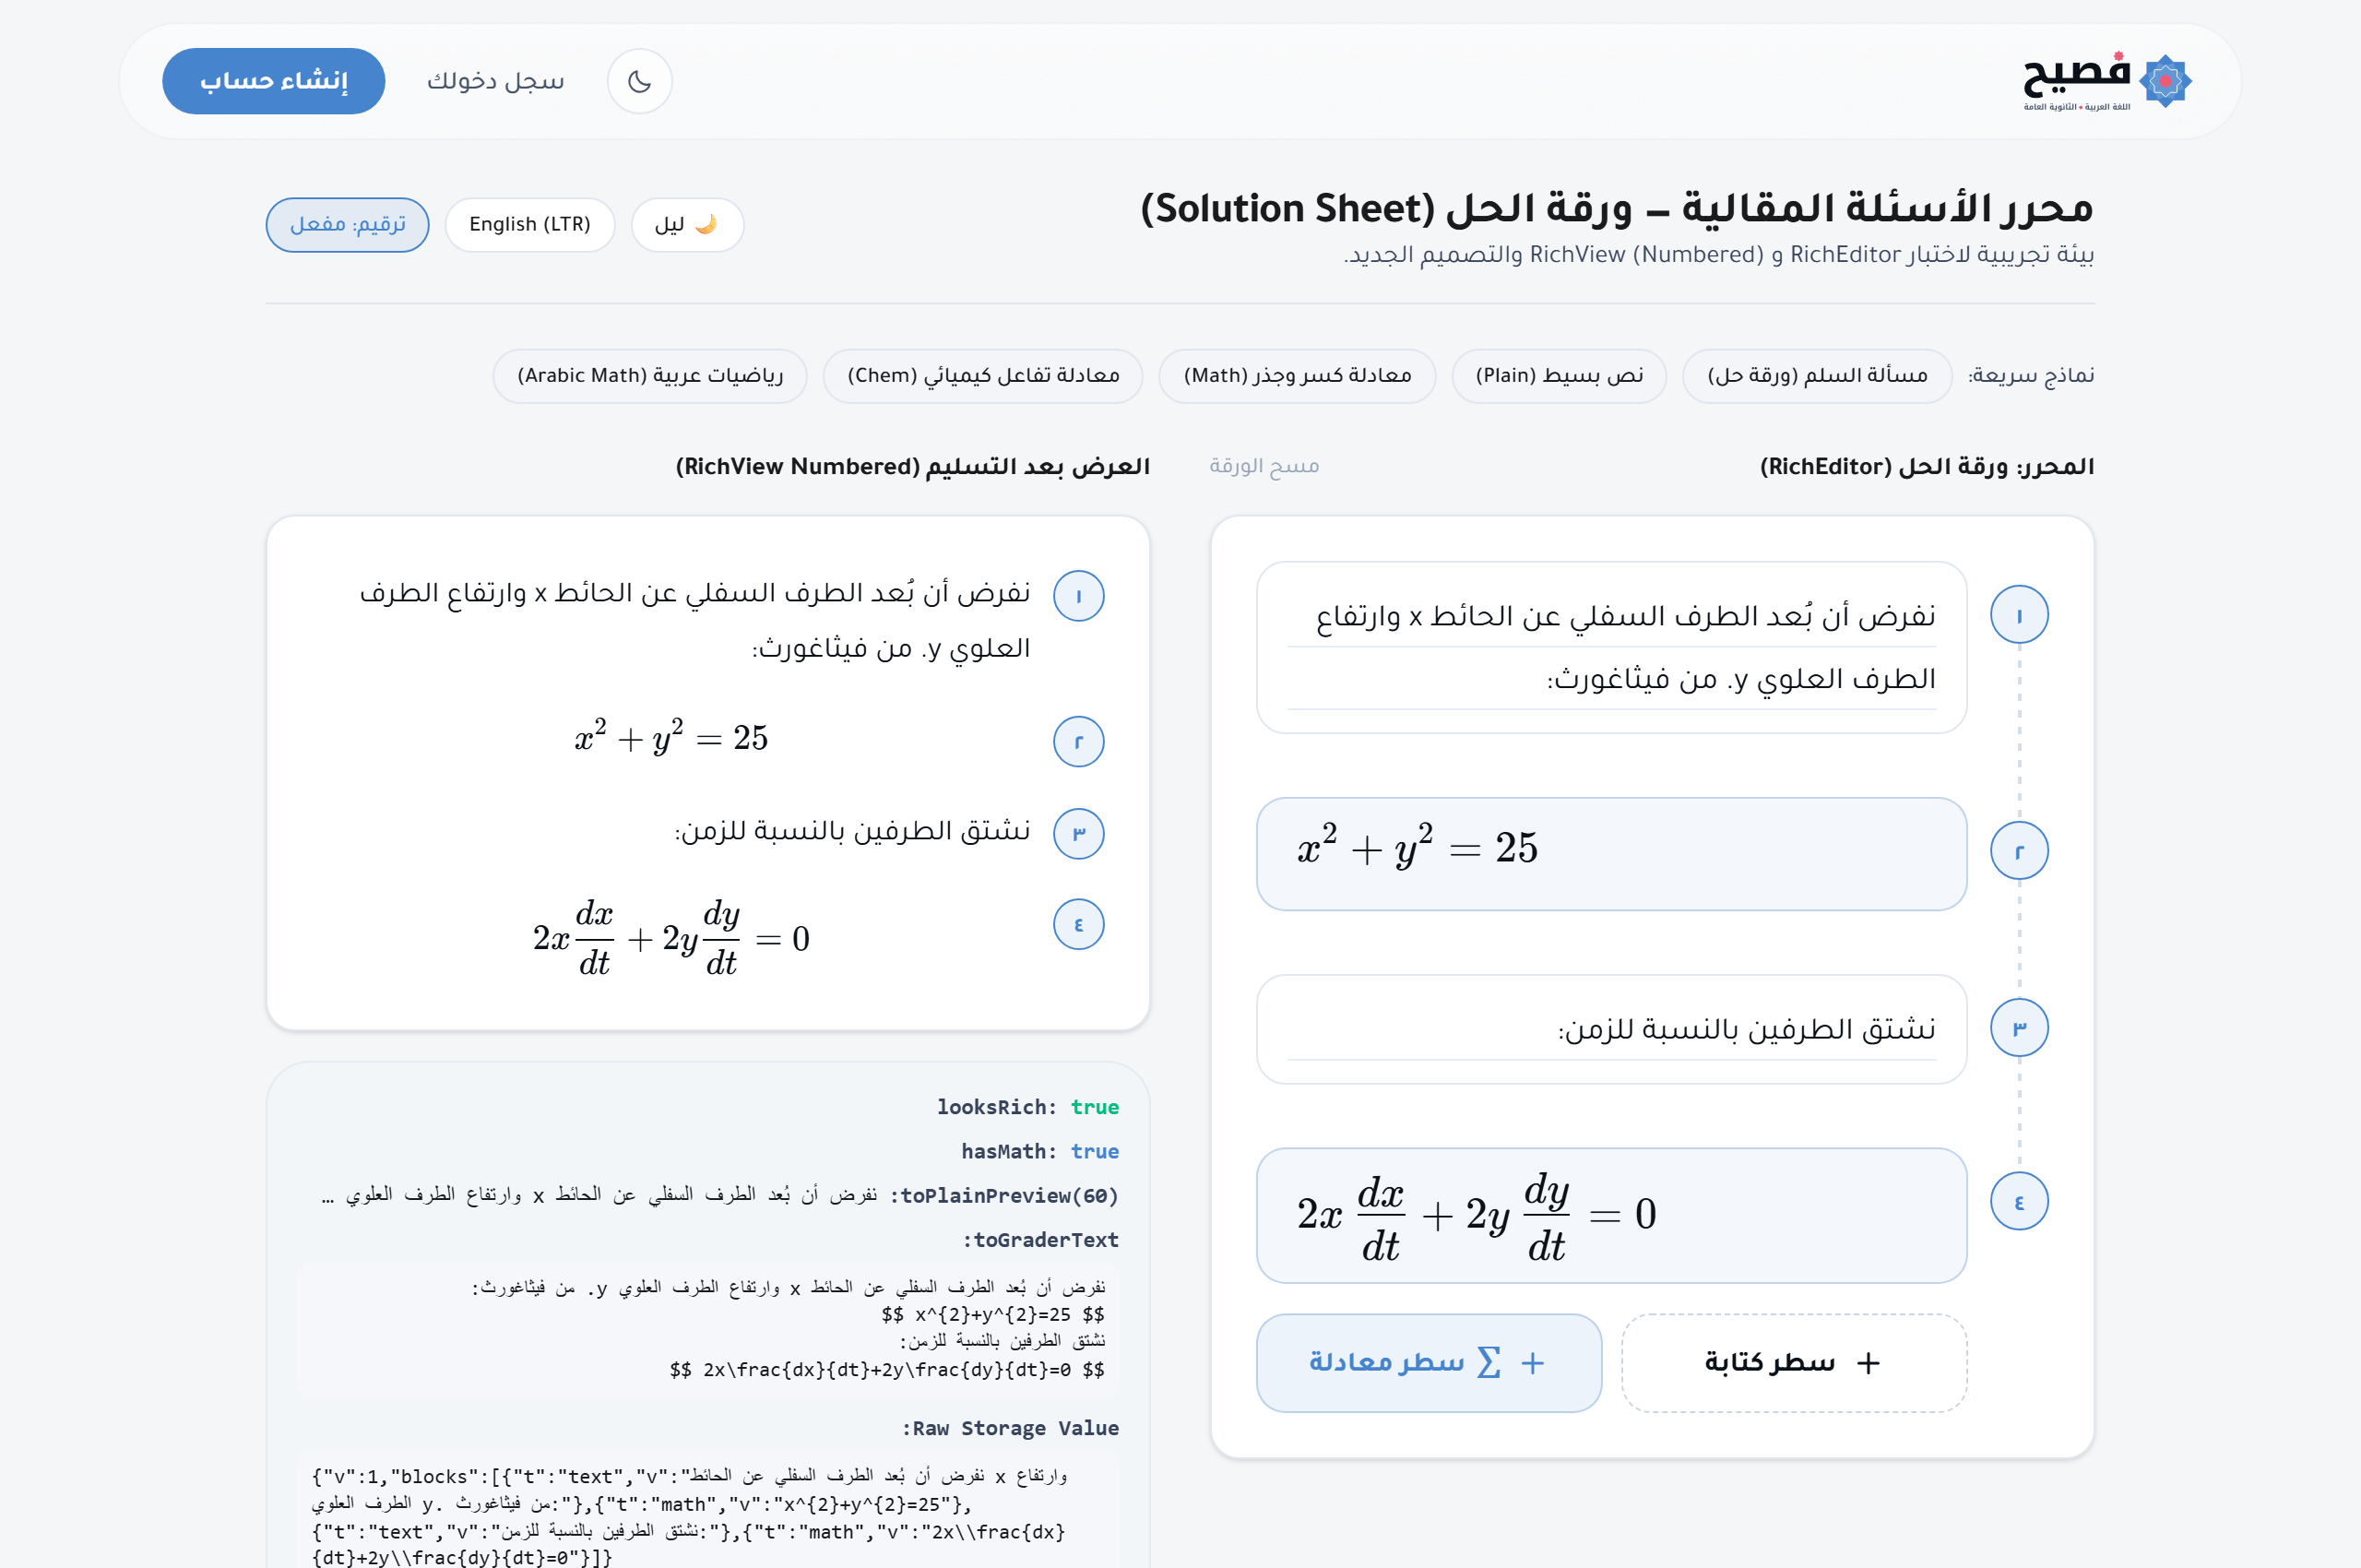 فصيح
اللغة العربية • الثانوية العامة
سجل دخولك
إنشاء حساب
محرر الأسئلة المقالية – ورقة الحل (Solution Sheet)
بيئة تجريبية لاختبار RichEditor و RichView (Numbered) والتصميم الجديد.
🌙 ليل
English (LTR)
ترقيم: مفعل
نماذج سريعة:
مسألة السلم (ورقة حل)
نص بسيط (Plain)
معادلة كسر وجذر (Math)
معادلة تفاعل كيميائي (Chem)
رياضيات عربية (Arabic Math)
المحرر: ورقة الحل (RichEditor)
مسح الورقة
١
نفرض أن بُعد الطرف السفلي عن الحائط x وارتفاع
الطرف العلوي y. من فيثاغورث:
٢
x² + y² = 25
٣
نشتق الطرفين بالنسبة للزمن:
٤
2x dx/dt + 2y dy/dt = 0
+ سطر كتابة
+ ∑ سطر معادلة
العرض بعد التسليم (RichView Numbered)
١
نفرض أن بُعد الطرف السفلي عن الحائط x وارتفاع الطرف
العلوي y. من فيثاغورث:
٢
x² + y² = 25
٣
نشتق الطرفين بالنسبة للزمن:
٤
2x dx/dt + 2y dy/dt = 0
looksRich: true
hasMath: true
toPlainPreview(60): نفرض أن بُعد الطرف السفلي عن الحائط x وارتفاع الطرف العلوي …
toGraderText:
نفرض أن بُعد الطرف السفلي عن الحائط x وارتفاع الطرف العلوي y. من فيثاغورث:
$$ x^{2}+y^{2}=25 $$
نشتق الطرفين بالنسبة للزمن:
$$ 2x\frac{dx}{dt}+2y\frac{dy}{dt}=0 $$
Raw Storage Value:
{"v":1,"blocks":[{"t":"text","v":"نفرض أن بُعد الطرف السفلي عن الحائط x وارتفاع
الطرف العلوي y. من فيثاغورث:"},{"t":"math","v":"x^{2}+y^{2}=25"},
{"t":"text","v":"نشتق الطرفين بالنسبة للزمن:"},{"t":"math","v":"2x\\frac{dx}
{dt}+2y\\frac{dy}{dt}=0"}]}